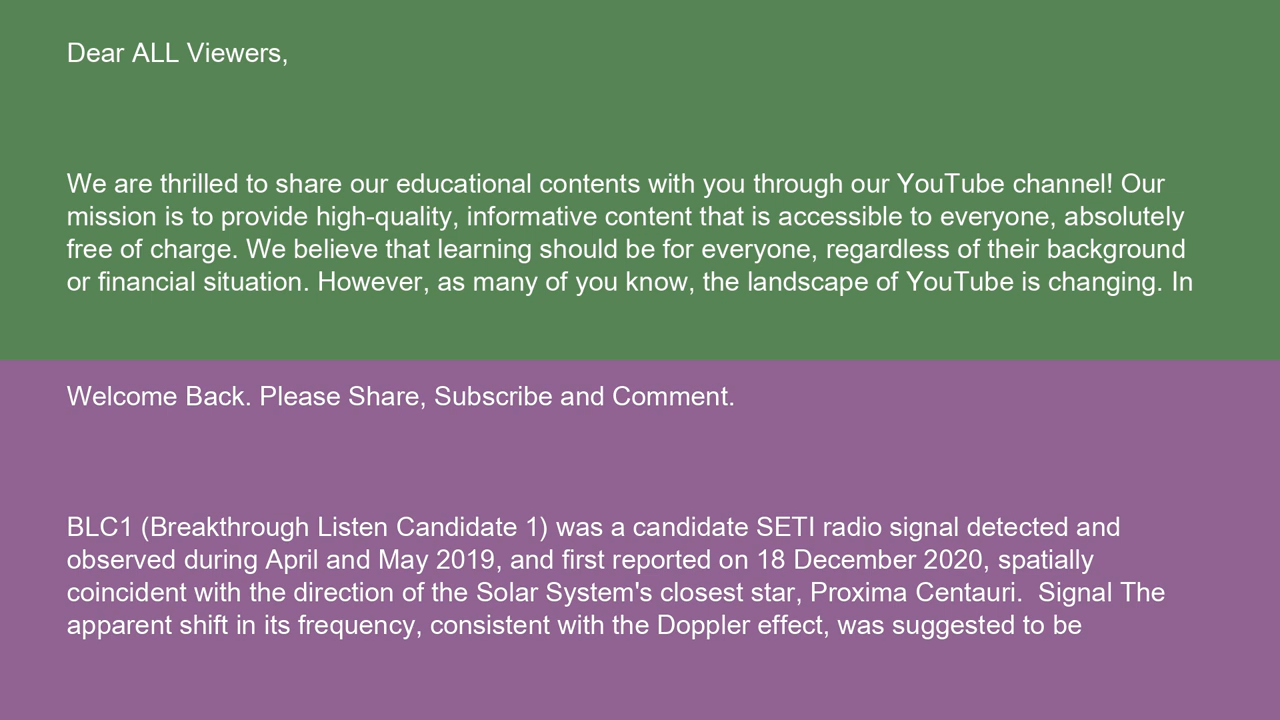 Dear ALL Viewers,
We are thrilled to share our educational contents with you through our YouTube channel! Our
mission is to provide high-quality, informative content that is accessible to everyone, absolutely
free of charge. We believe that learning should be for everyone, regardless of their background
or financial situation. However, as many of you know, the landscape of YouTube is changing. In
Welcome Back. Please Share, Subscribe and Comment.
BLC1 (Breakthrough Listen Candidate 1) was a candidate SETI radio signal detected and
observed during April and May 2019, and first reported on 18 December 2020, spatially
coincident with the direction of the Solar System's closest star, Proxima Centauri.  Signal The
apparent shift in its frequency, consistent with the Doppler effect, was suggested to be